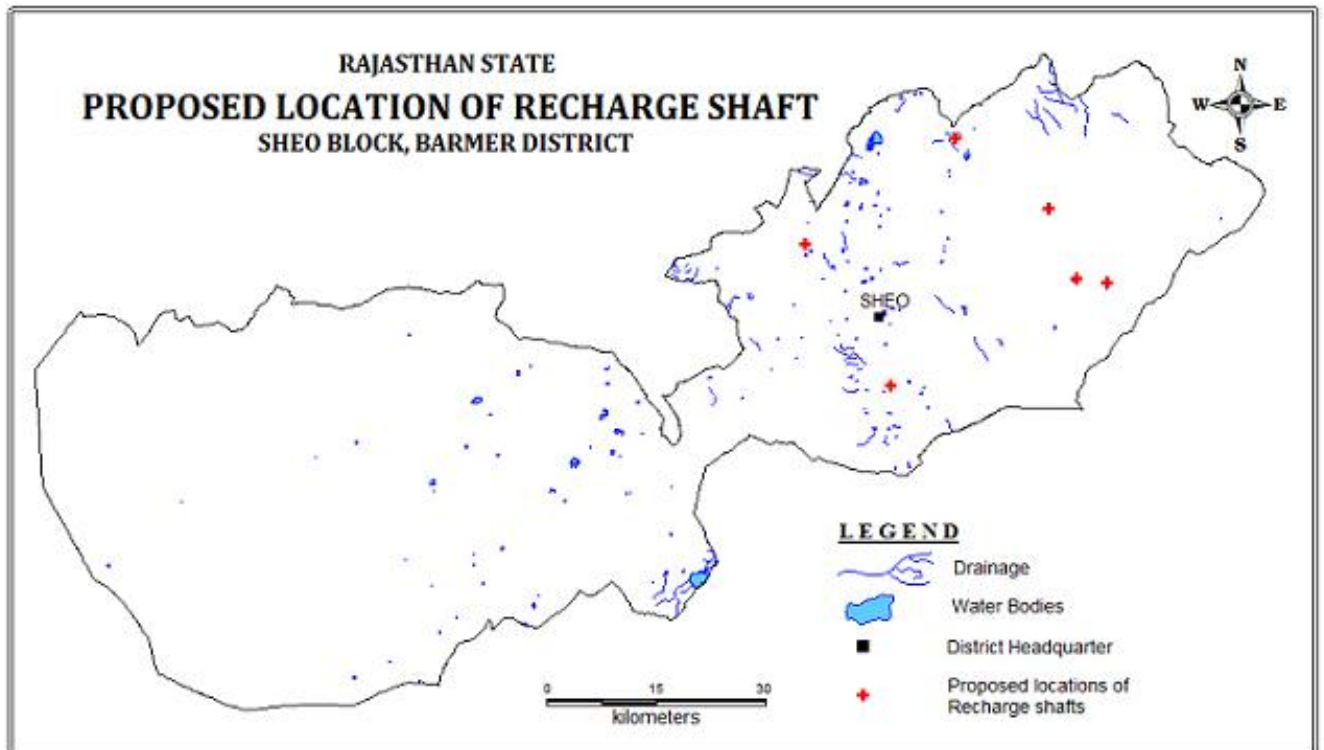 RAJASTHAN STATE
PROPOSED LOCATION OF RECHARGE SHAFT
SHEO BLOCK, BARMER DISTRICT
N
W E
S
SHEO
LEGEND
Drainage
Water Bodies
District Headquarter
Proposed locations of
Recharge shafts
0 15 30
kilometers